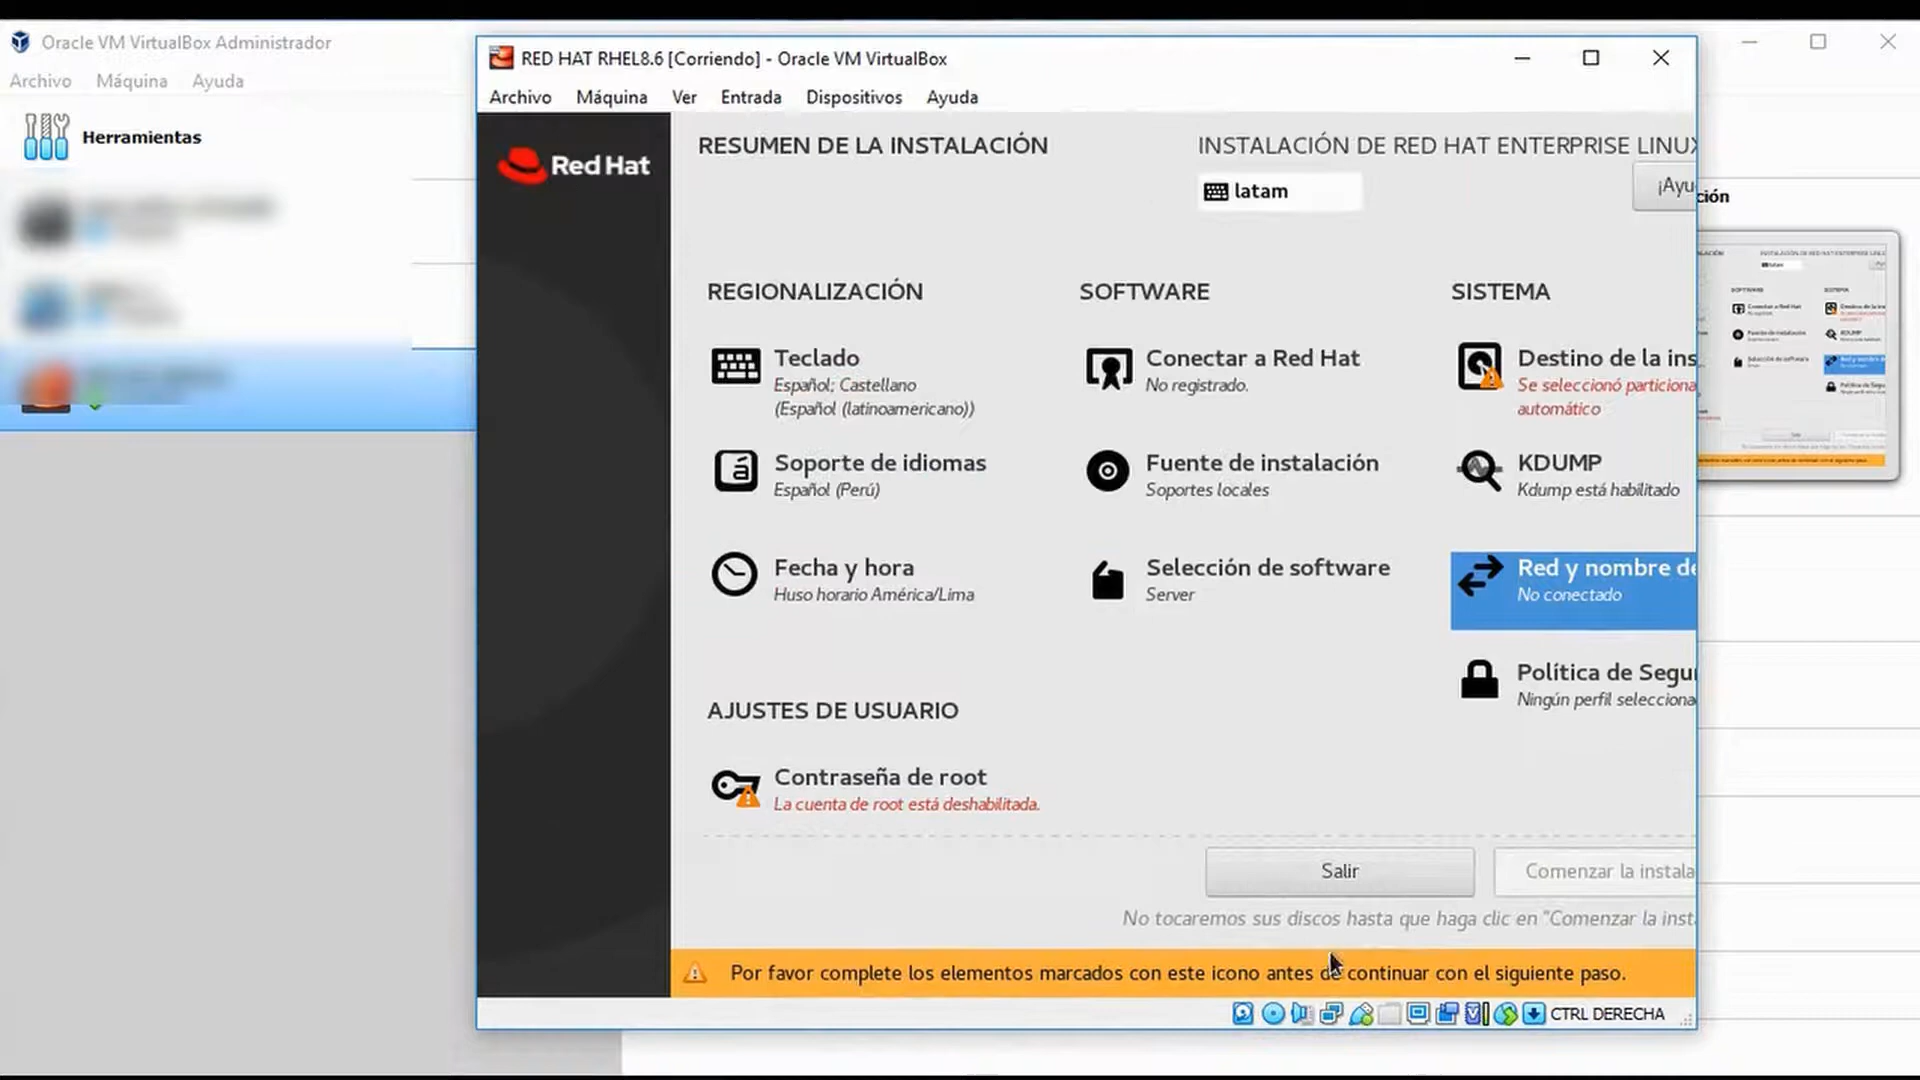 Oracle VM VirtualBox Administrador
Archivo Máquina Ayuda
Herramientas
RED HAT RHEL8.6 [Corriendo] - Oracle VM VirtualBox
Archivo Máquina Ver Entrada Dispositivos Ayuda
Red Hat
RESUMEN DE LA INSTALACIÓN
INSTALACIÓN DE RED HAT ENTERPRISE LINUX
latam
¡Ayu
ción
REGIONALIZACIÓN
Teclado
Español; Castellano
(Español (latinoamericano))
Soporte de idiomas
Español (Perú)
Fecha y hora
Huso horario América/Lima
SOFTWARE
Conectar a Red Hat
No registrado.
Fuente de instalación
Soportes locales
Selección de software
Server
SISTEMA
Destino de la ins
Se seleccionó particiona
automático
KDUMP
Kdump está habilitado
Red y nombre de
No conectado
Política de Segu
Ningún perfil selecciona
AJUSTES DE USUARIO
Contraseña de root
La cuenta de root está deshabilitada.
Salir
Comenzar la instala
No tocaremos sus discos hasta que haga clic en "Comenzar la inst
Por favor complete los elementos marcados con este icono antes de continuar con el siguiente paso.
CTRL DERECHA